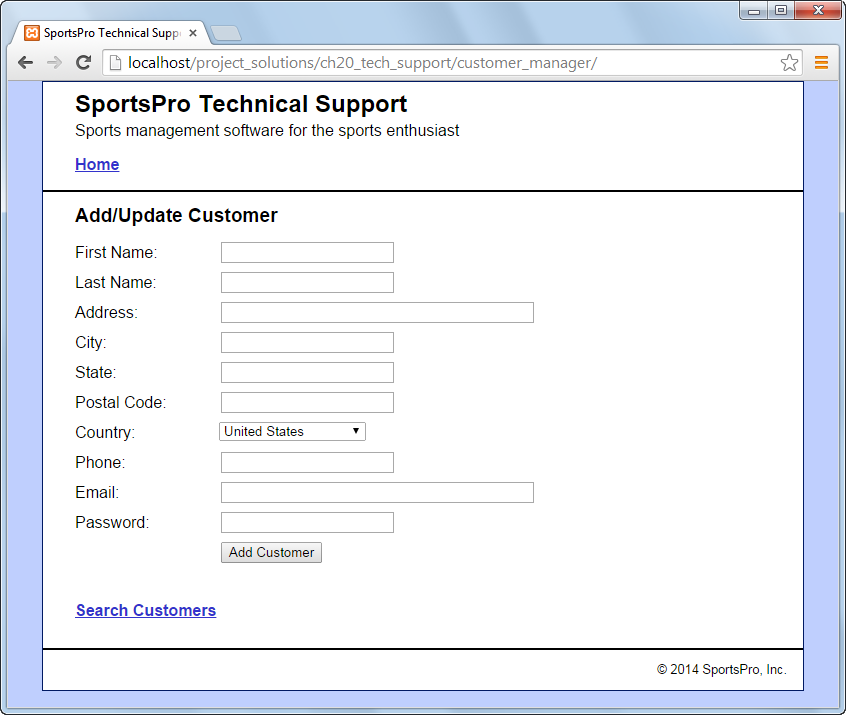 SportsPro Technical Supp
localhost/project_solutions/ch20_tech_support/customer_manager/
SportsPro Technical Support
Sports management software for the sports enthusiast
Home
Add/Update Customer
First Name:
Last Name:
Address:
City:
State:
Postal Code:
Country: United States
Phone:
Email:
Password:
Add Customer
Search Customers
© 2014 SportsPro, Inc.